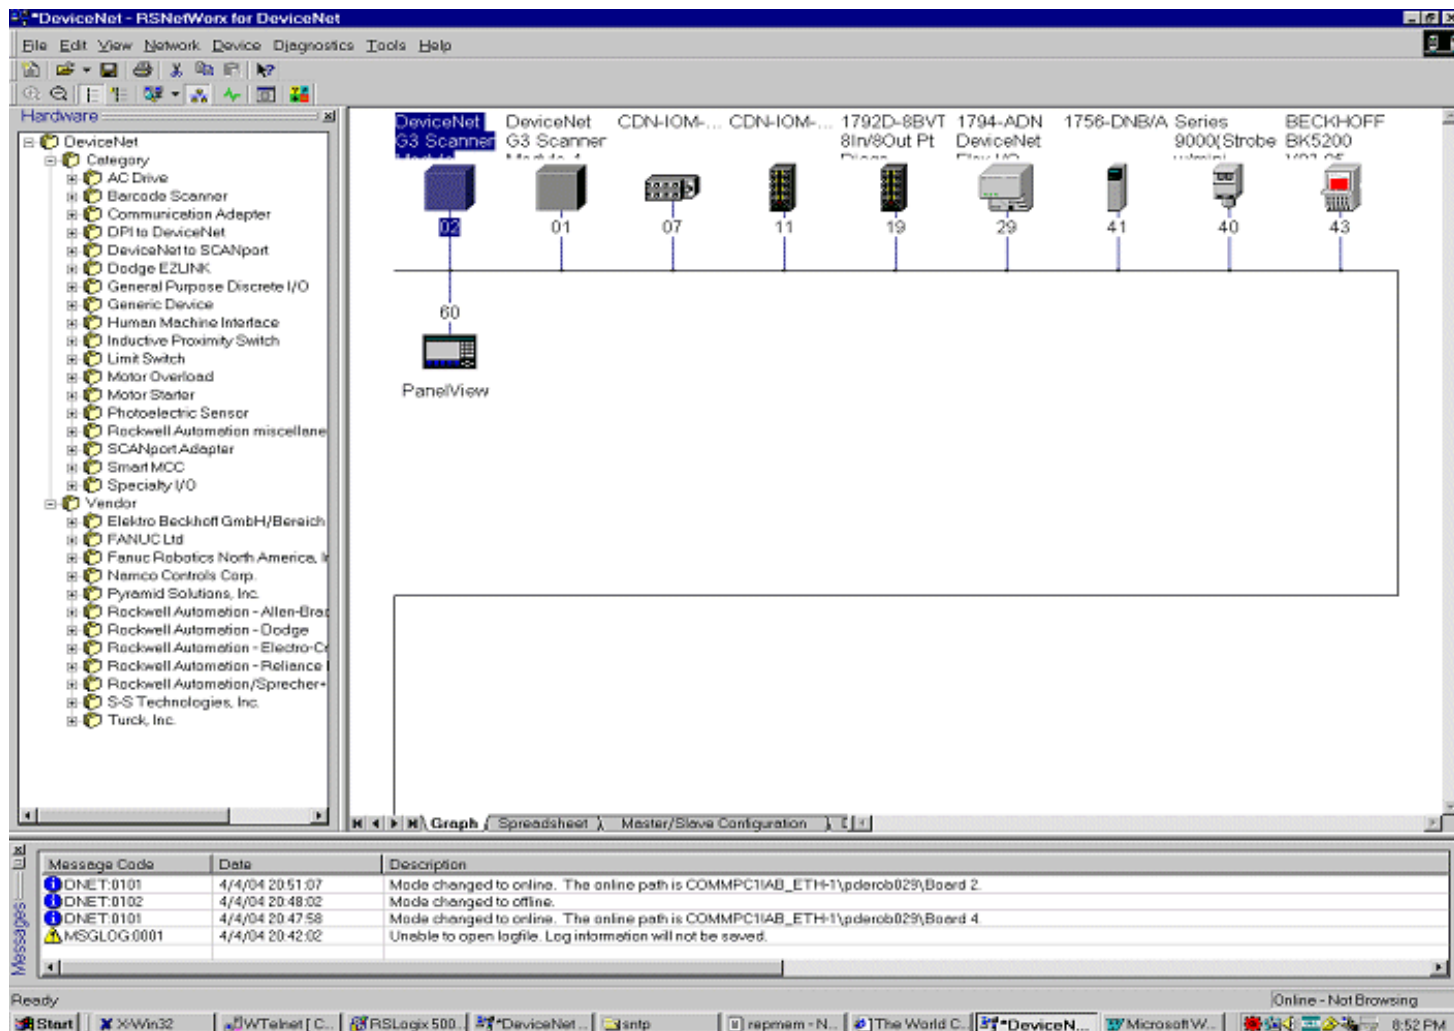 *DeviceNet - RSNetWorx for DeviceNet
File Edit View Network Device Diagnostics Tools Help
Hardware
DeviceNet
Category
AC Drive
Barcode Scanner
Communication Adapter
DPI to DeviceNet
DeviceNet to SCANport
Dodge EZLINK
General Purpose Discrete I/O
Generic Device
Human Machine Interface
Inductive Proximity Switch
Limit Switch
Motor Overload
Motor Starter
Photoelectric Sensor
Rockwell Automation miscellane
SCANport Adapter
Smart MCC
Specialty I/O
Vendor
Elektro Beckhoff GmbH/Bereich
FANUC Ltd
Fanuc Robotics North America, I
Namco Controls Corp.
Pyramid Solutions, Inc.
Rockwell Automation - Allen-Brad
Rockwell Automation - Dodge
Rockwell Automation - Electro-Cr
Rockwell Automation - Reliance
Rockwell Automation/Sprecher+
S-S Technologies, Inc.
Turck, Inc.
DeviceNet G3 Scanner Module
02
DeviceNet G3 Scanner
01
CDN-IOM-...
07
CDN-IOM-...
11
1792D-8BVT 8In/8Out Pt
19
1794-ADN DeviceNet Flex I/O
29
1756-DNB/A
41
Series 9000(Strobe
40
BECKHOFF BK5200
43
60
PanelView
Graph Spreadsheet Master/Slave Configuration
Messages
Message Code Date Description
DNET:0101 4/4/04 20:51:07 Mode changed to online. The online path is COMMPC1!AB_ETH-1\pderob029\Board 2.
DNET:0102 4/4/04 20:48:02 Mode changed to offline.
DNET:0101 4/4/04 20:47:58 Mode changed to online. The online path is COMMPC1!AB_ETH-1\pderob029\Board 4.
MSGLOG:0001 4/4/04 20:42:02 Unable to open logfile. Log information will not be saved.
Ready
Online - Not Browsing
Start X-Win32 WTelnet [ C... RSLogix 500... *DeviceNet ... sntp repmem - N... The World C... *DeviceN... Microsoft W... 8:52 PM